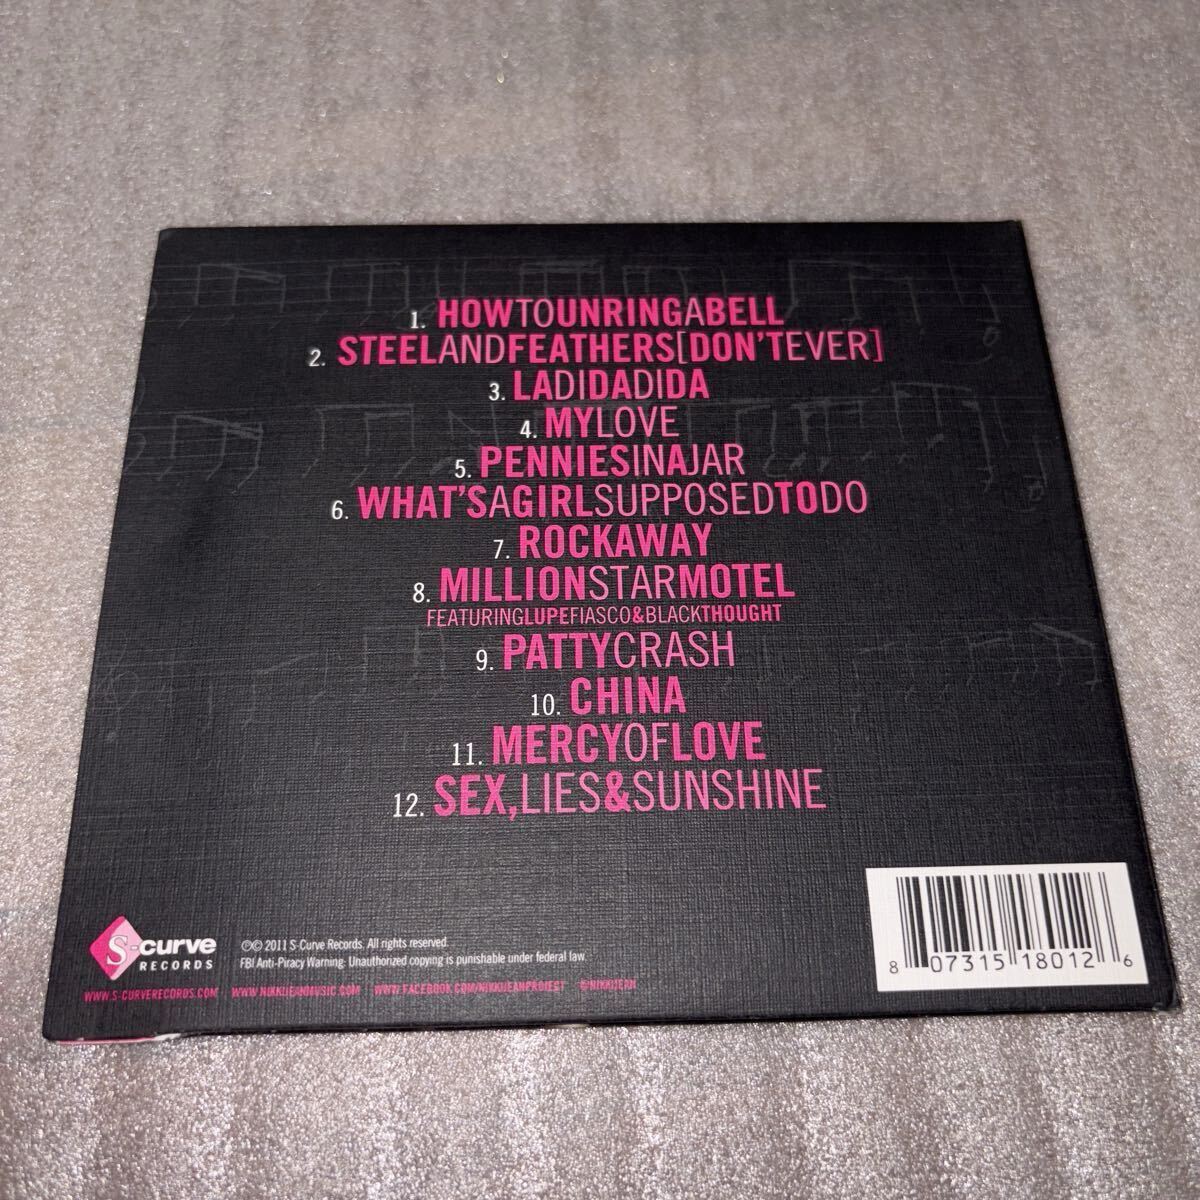 1. HOWTOUNRINGABELL
2. STEELANDFEATHERS[DON'TEVER]
3. LADIDADIDA
4. MYLOVE
5. PENNIESINAJAR
6. WHAT'SAGIRLSUPPOSEDTODO
7. ROCKAWAY
8. MILLIONSTARMOTEL
FEATURINGLUPEFIASCO&BLACKTHOUGHT
9. PATTYCRASH
10. CHINA
11. MERCYOFLOVE
12. SEX,LIES&SUNSHINE
S-curve
RECORDS
℗© 2011 S-Curve Records. All rights reserved.
FBI Anti-Piracy Warning: Unauthorized copying is punishable under federal law.
WWW.S-CURVERECORDS.COM WWW.NIKKIJEANMUSIC.COM WWW.FACEBOOK.COM/NIKKIJEANPROJECT @NIKKIJEAN
8 07315 18012 6